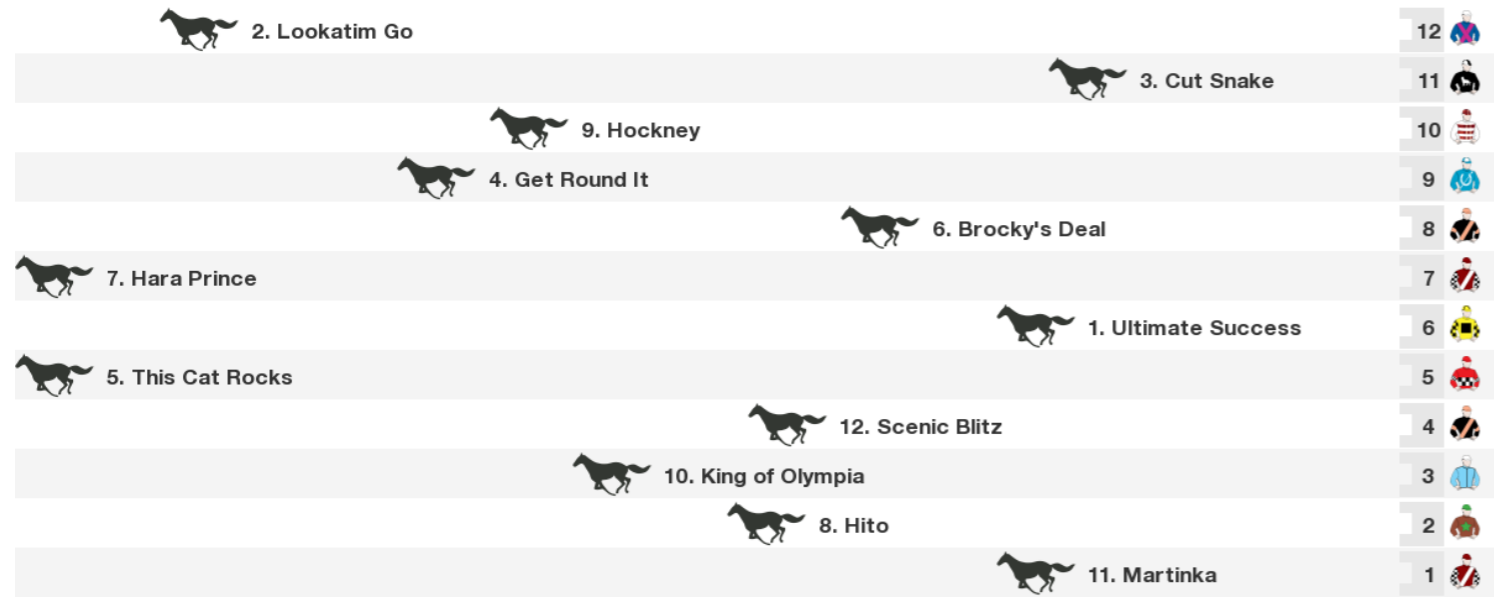 2. Lookatim Go 12
3. Cut Snake 11
9. Hockney 10
4. Get Round It 9
6. Brocky's Deal 8
7. Hara Prince 7
1. Ultimate Success 6
5. This Cat Rocks 5
12. Scenic Blitz 4
10. King of Olympia 3
8. Hito 2
11. Martinka 1